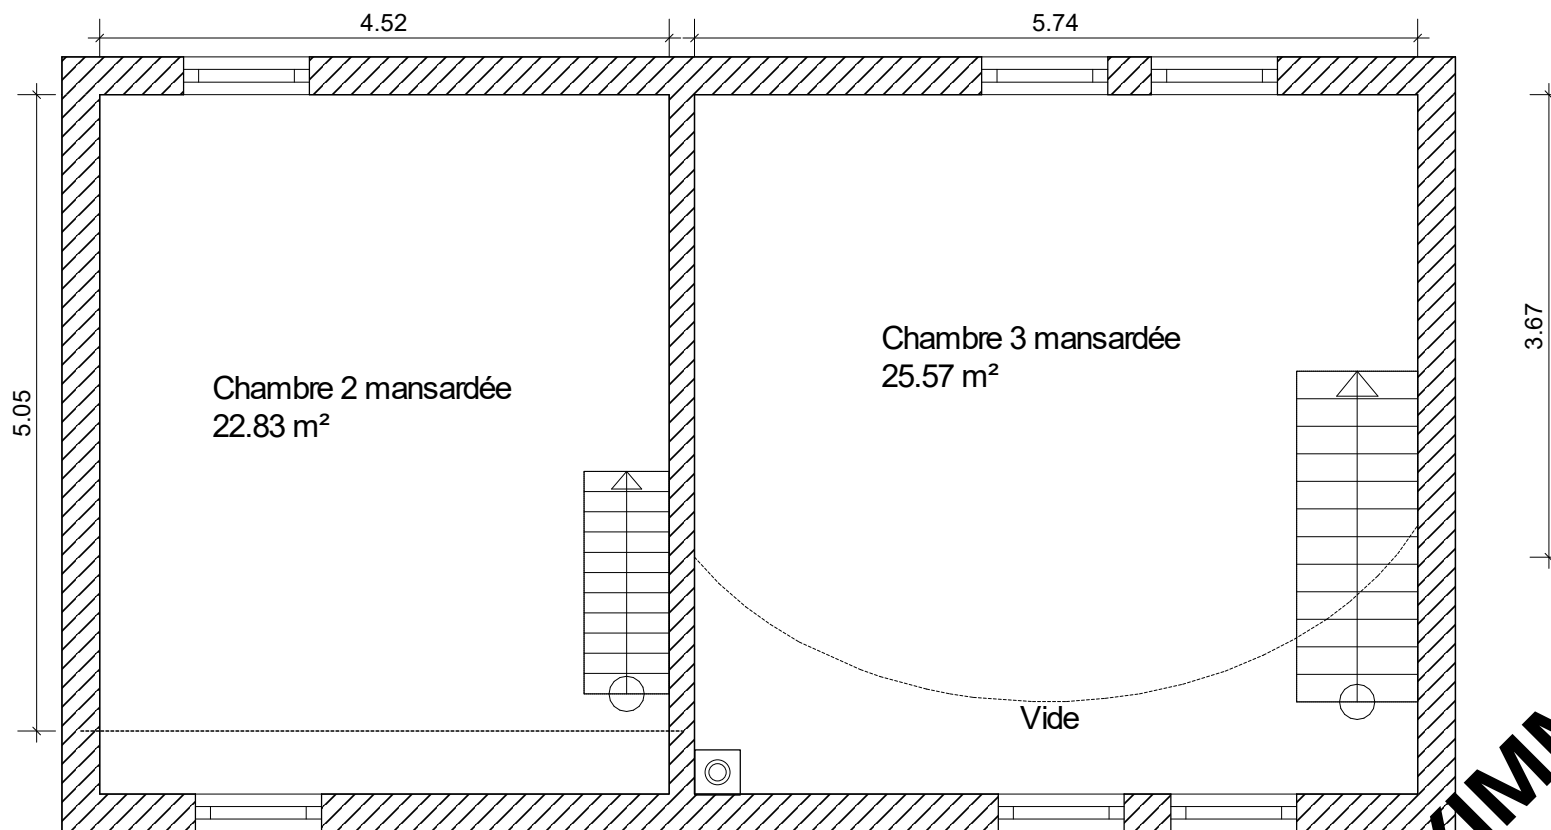 4.52
5.74
5.05
Chambre 2 mansardée
22.83 m²
Chambre 3 mansardée
25.57 m²
3.67
Vide